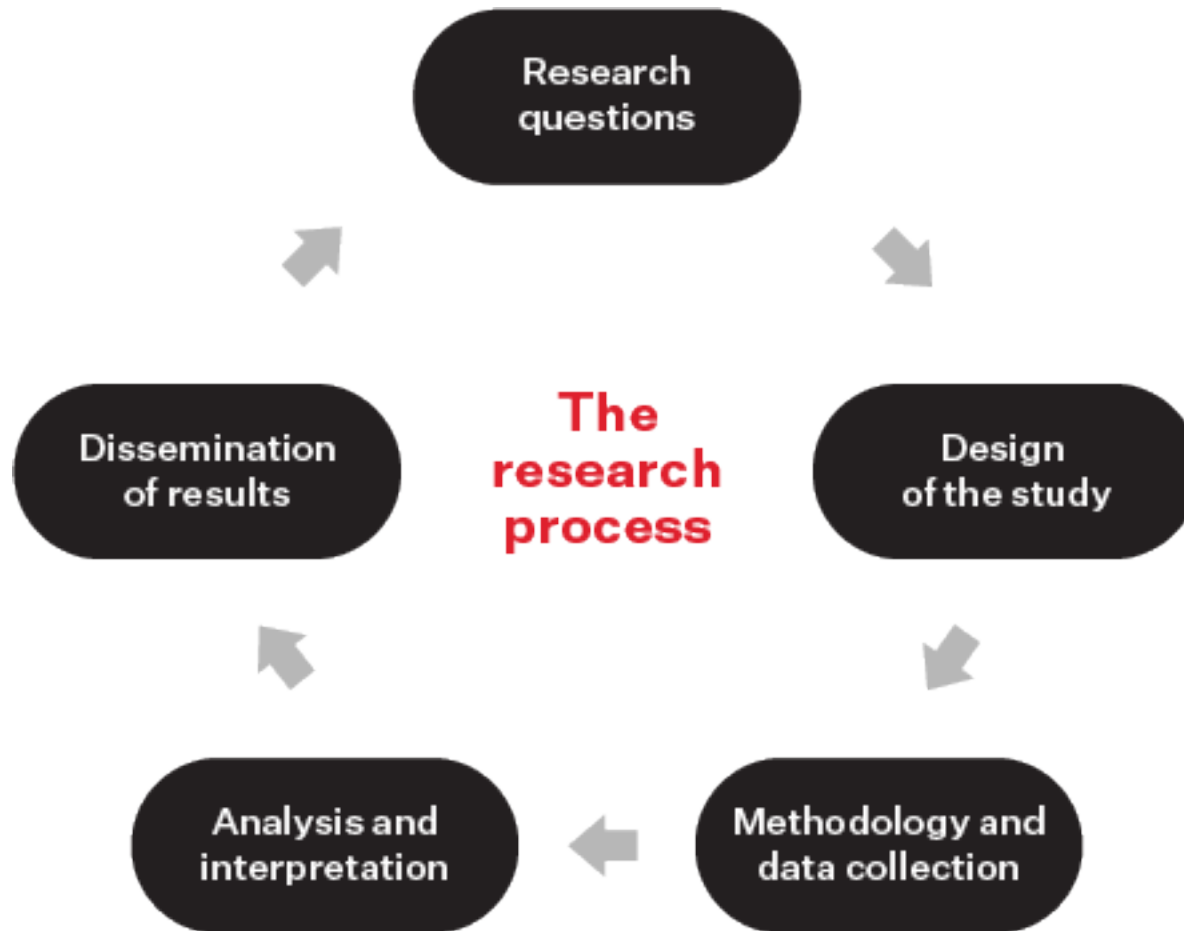 Research
questions
Design
of the study
Methodology and
data collection
Analysis and
interpretation
Dissemination
of results
The
research
process